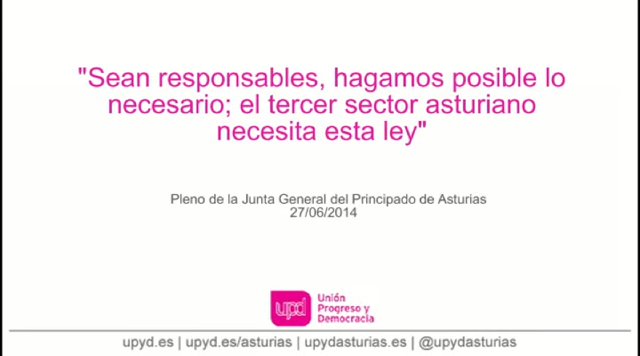 "Sean responsables, hagamos posible lo
necesario; el tercer sector asturiano
necesita esta ley"
Pleno de la Junta General del Principado de Asturias
27/06/2014
upd
Unión
Progreso y
Democracia
upyd.es | upyd.es/asturias | upydasturias.es | @upydasturias